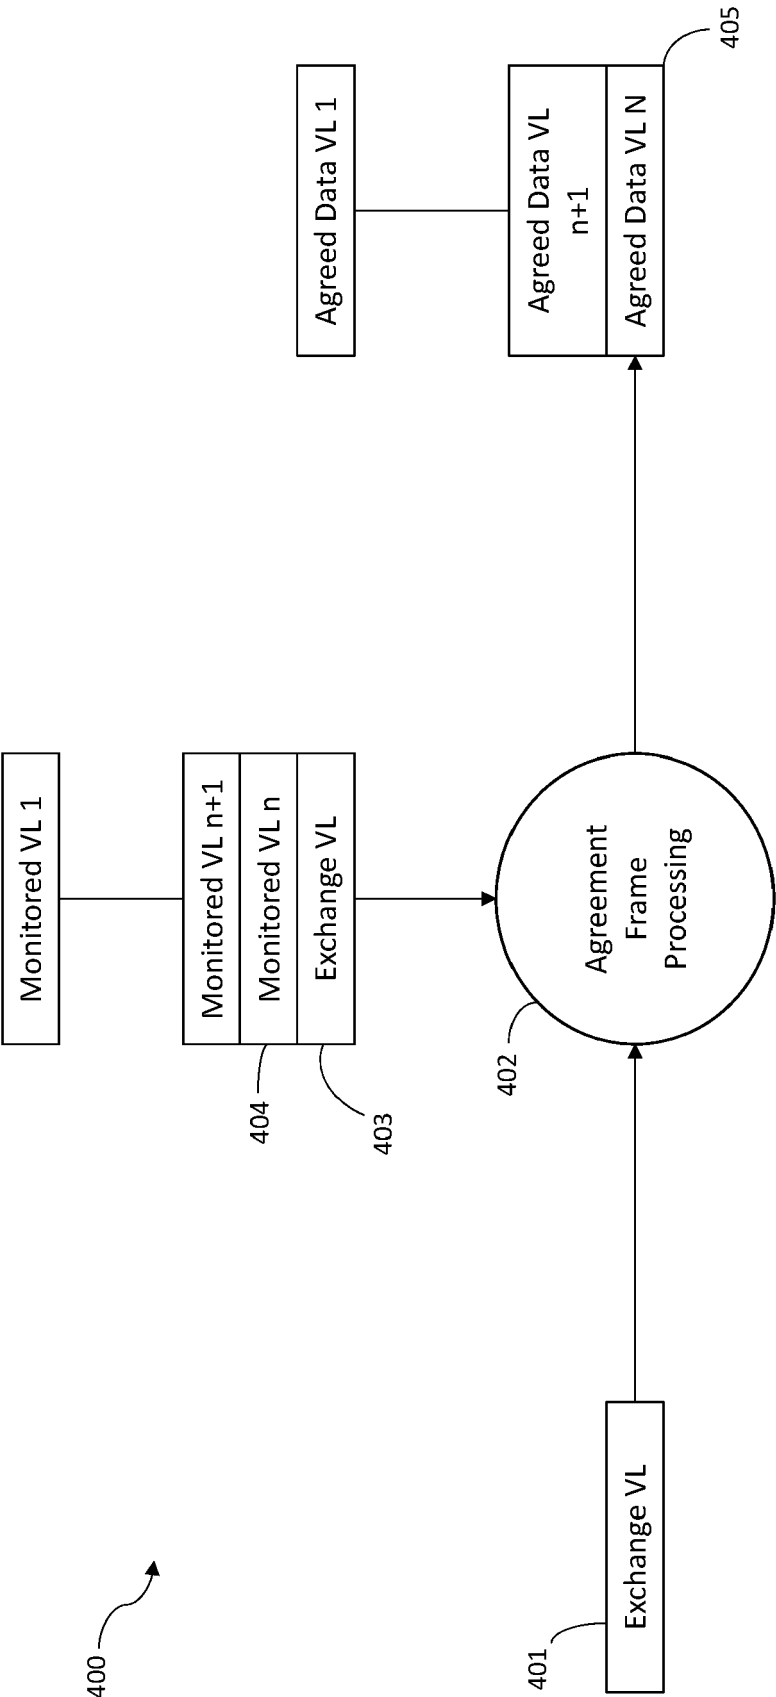 400
Monitored VL 1
Monitored VL n+1
Monitored VL n
Exchange VL
404
403
Agreed Data VL 1
Agreed Data VL
n+1
Agreed Data VL N
405
401
Exchange VL
402
Agreement
Frame
Processing